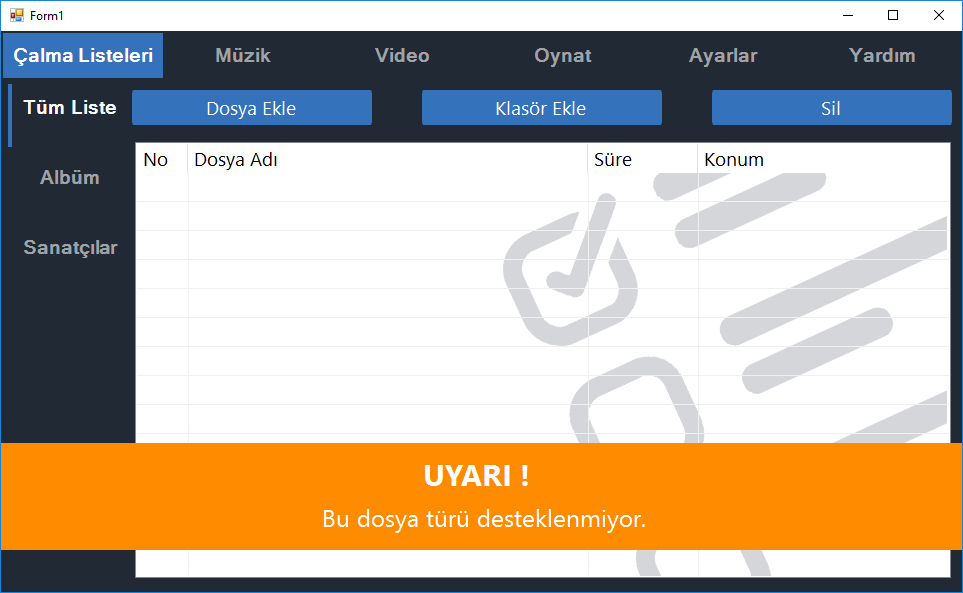 Form1
Çalma Listeleri Müzik Video Oynat Ayarlar Yardım
Tüm Liste Dosya Ekle Klasör Ekle Sil
No Dosya Adı Süre Konum
Albüm
Sanatçılar
UYARI !
Bu dosya türü desteklenmiyor.